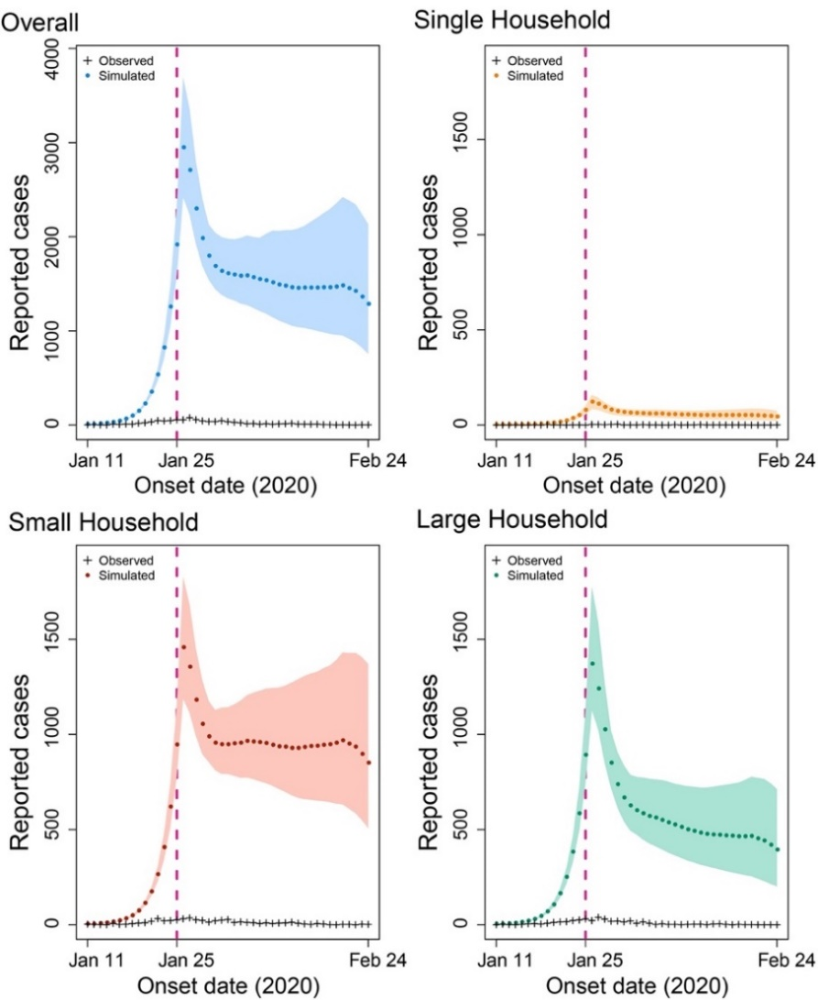 Overall
Reported cases
4000
3000
2000
1000
0
+ Observed
• Simulated
Jan 11 Jan 25 Feb 24
Onset date (2020)
Single Household
Reported cases
1500
1000
500
0
+ Observed
• Simulated
Jan 11 Jan 25 Feb 24
Onset date (2020)
Small Household
Reported cases
1500
1000
500
0
+ Observed
• Simulated
Jan 11 Jan 25 Feb 24
Onset date (2020)
Large Household
Reported cases
1500
1000
500
0
+ Observed
• Simulated
Jan 11 Jan 25 Feb 24
Onset date (2020)